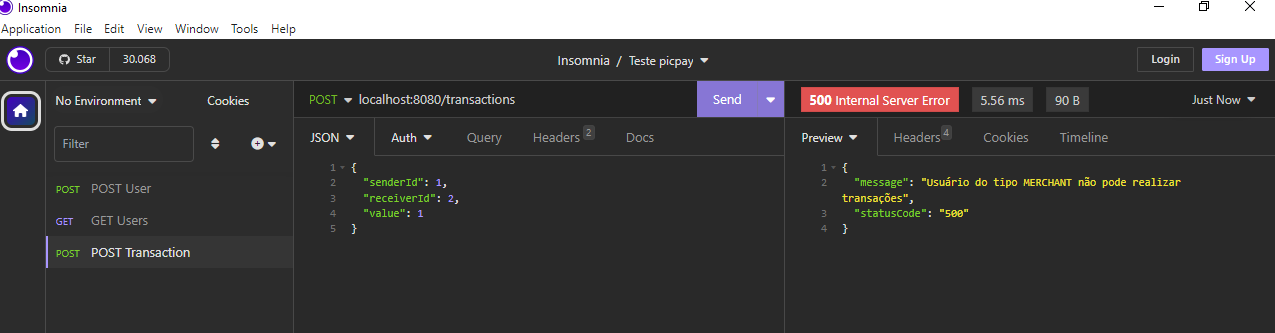 Insomnia
Application File Edit View Window Tools Help
Star 30.068
Insomnia / Teste picpay
Login Sign Up
No Environment Cookies
Filter
POST POST User
GET GET Users
POST POST Transaction
POST localhost:8080/transactions Send
JSON Auth Query Headers 2 Docs
1 {
2 "senderId": 1,
3 "receiverId": 2,
4 "value": 1
5 }
500 Internal Server Error 5.56 ms 90 B Just Now
Preview Headers 4 Cookies Timeline
1 {
2 "message": "Usuário do tipo MERCHANT não pode realizar
transações",
3 "statusCode": "500"
4 }